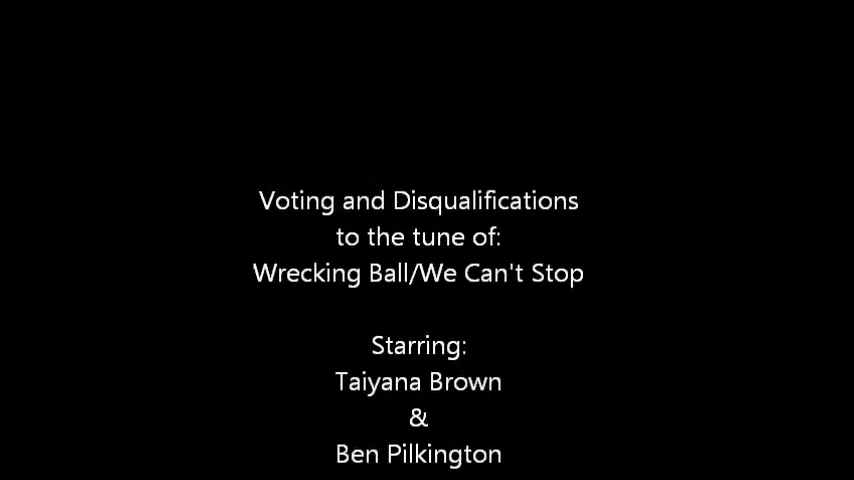 Voting and Disqualifications
to the tune of:
Wrecking Ball/We Can't Stop
Starring:
Taiyana Brown
&
Ben Pilkington